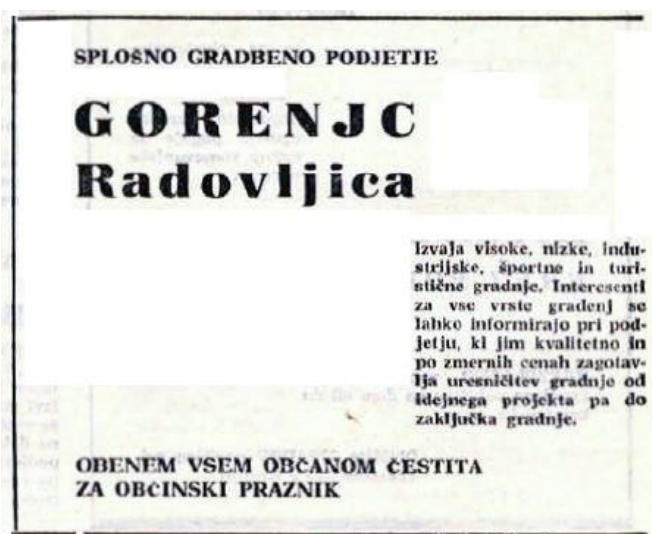 SPLOŠNO GRADBENO PODJETJE
GORENJC
Radovljica
Izvaja visoke, nizke, indu-
strijske, športne in turi-
stične gradnje. Interesenti
za vse vrste gradenj se
lahko informirajo pri pod-
jetju, ki jim kvalitetno in
po zmernih cenah zagotav-
lja uresničitev gradnje od
idejnega projekta pa do
zaključka gradnje.
OBENEM VSEM OBČANOM ČESTITA
ZA OBČINSKI PRAZNIK